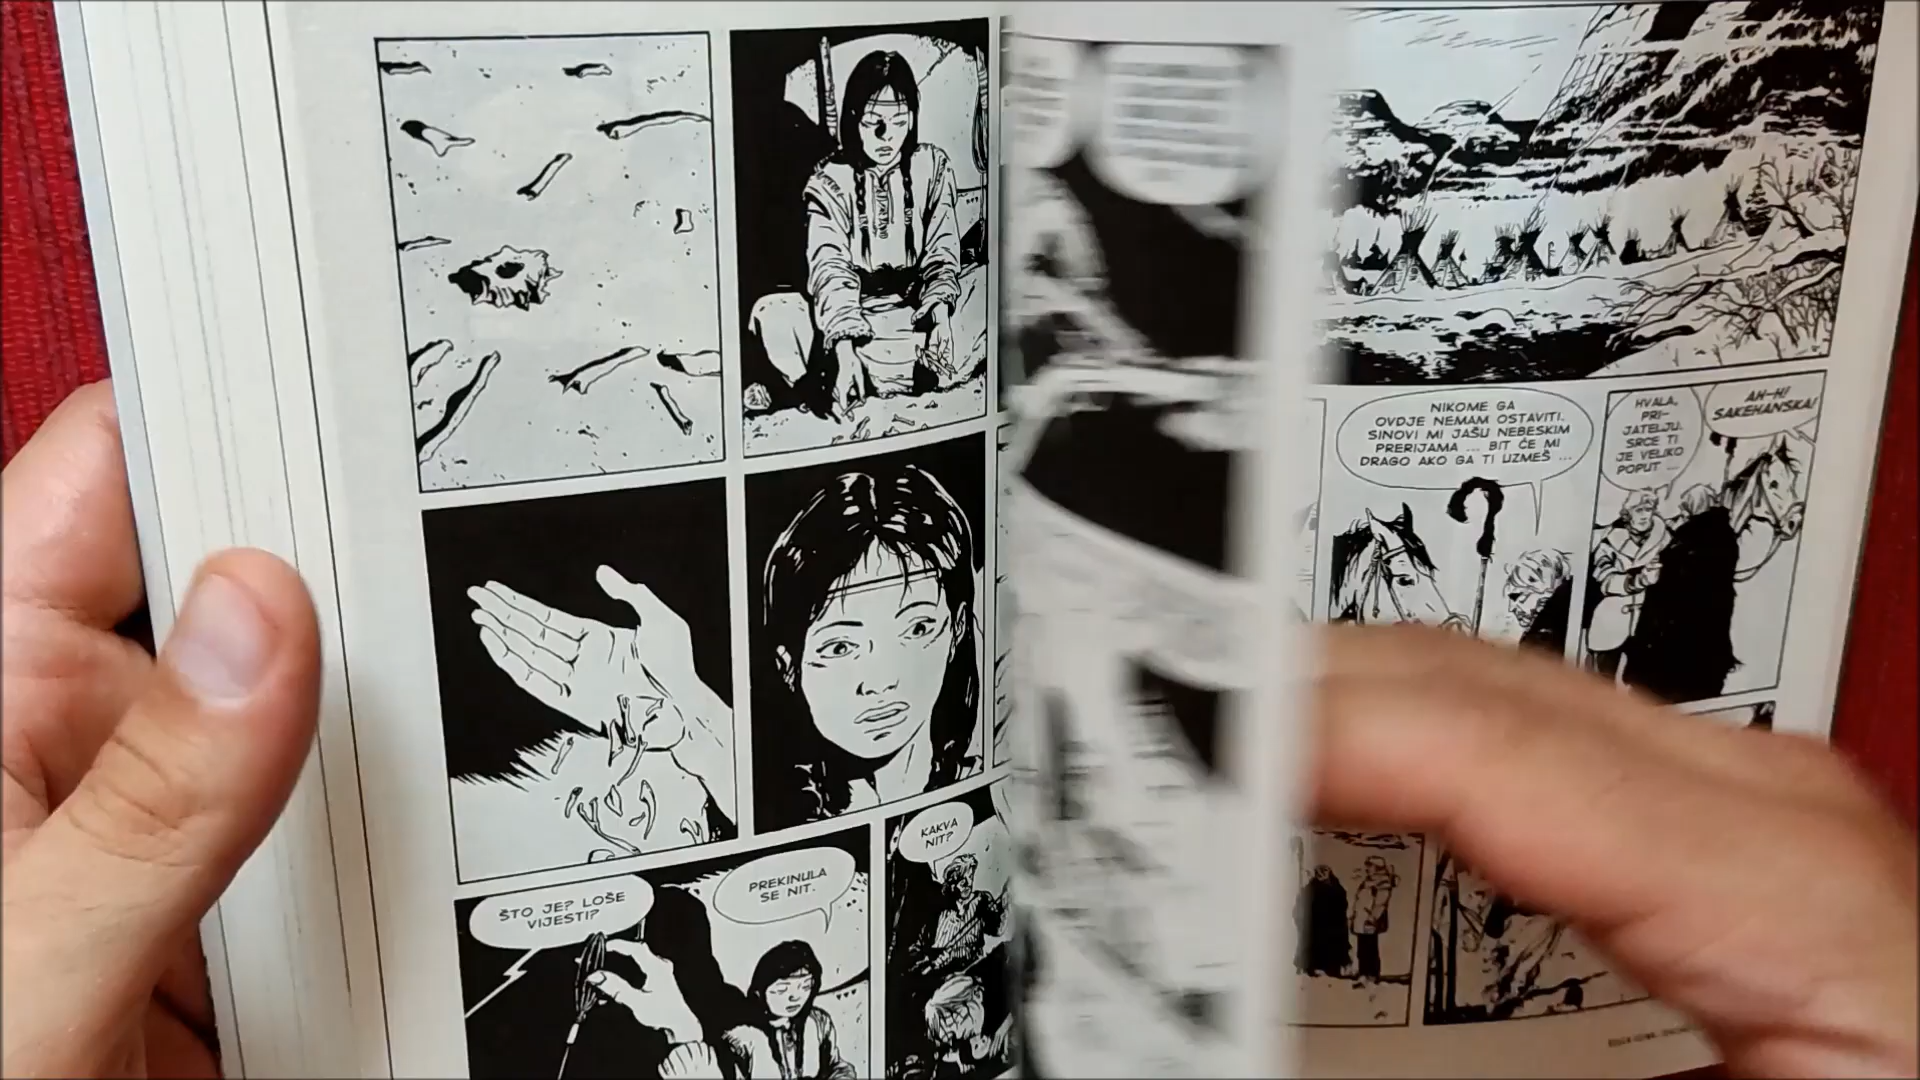 ŠTO JE? LOŠE
VIJESTI?
PREKINULA
SE NIT.
KAKVA
NIT?
NIKOME GA
OVDJE NEMAM OSTAVITI.
SINOVI MI JAŠU NEBESKIM
PRERIJAMA ... BIT ĆE MI
DRAGO AKO GA TI UZMEŠ ...
HVALA,
PRI-
JATELJU.
SRCE TI
JE VELIKO
POPUT ...
AH-H!
SAKEHANSKA!